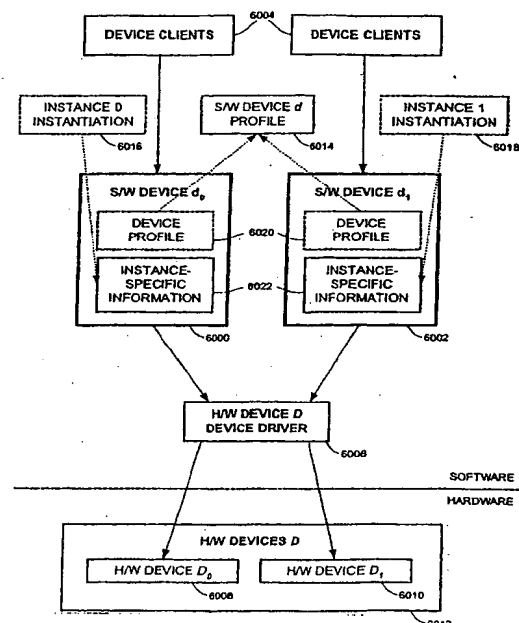 6004
DEVICE CLIENTS
DEVICE CLIENTS
INSTANCE 0
INSTANTIATION
6016
S/W DEVICE d
PROFILE
6014
INSTANCE 1
INSTANTIATION
6018
S/W DEVICE d0
DEVICE
PROFILE
INSTANCE-
SPECIFIC
INFORMATION
6000
6020
6022
S/W DEVICE d1
DEVICE
PROFILE
INSTANCE-
SPECIFIC
INFORMATION
6002
H/W DEVICE D
DEVICE DRIVER
6006
SOFTWARE
HARDWARE
H/W DEVICES D
H/W DEVICE D0
6008
H/W DEVICE D1
6010
6012